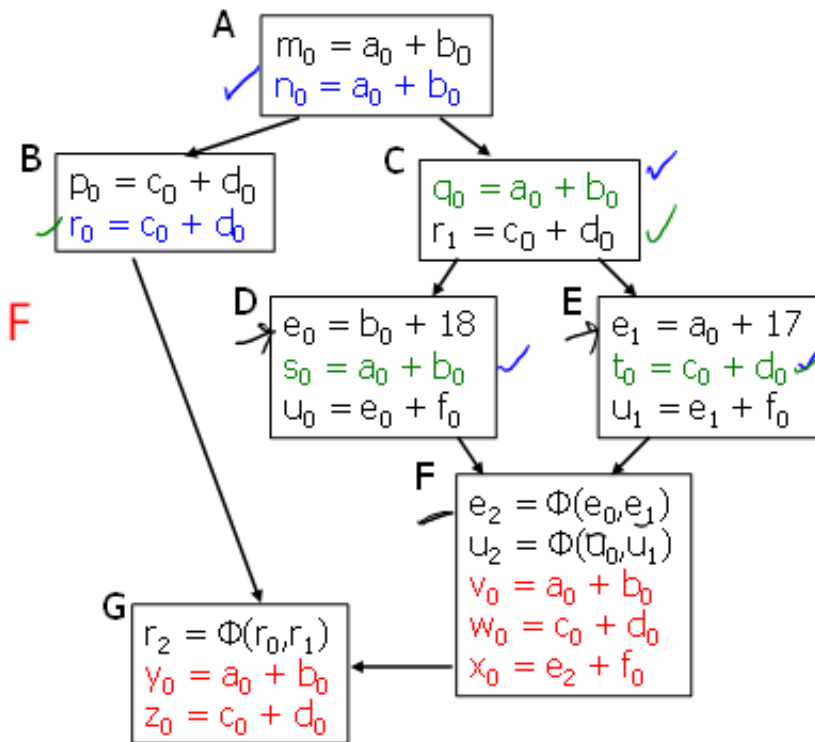 A
m₀ = a₀ + b₀
n₀ = a₀ + b₀
B
p₀ = c₀ + d₀
r₀ = c₀ + d₀
C
q₀ = a₀ + b₀
r₁ = c₀ + d₀
D
e₀ = b₀ + 18
s₀ = a₀ + b₀
u₀ = e₀ + f₀
E
e₁ = a₀ + 17
t₀ = c₀ + d₀
u₁ = e₁ + f₀
F
F
e₂ = Φ(e₀,e₁)
u₂ = Φ(u₀,u₁)
v₀ = a₀ + b₀
w₀ = c₀ + d₀
x₀ = e₂ + f₀
G
r₂ = Φ(r₀,r₁)
y₀ = a₀ + b₀
z₀ = c₀ + d₀